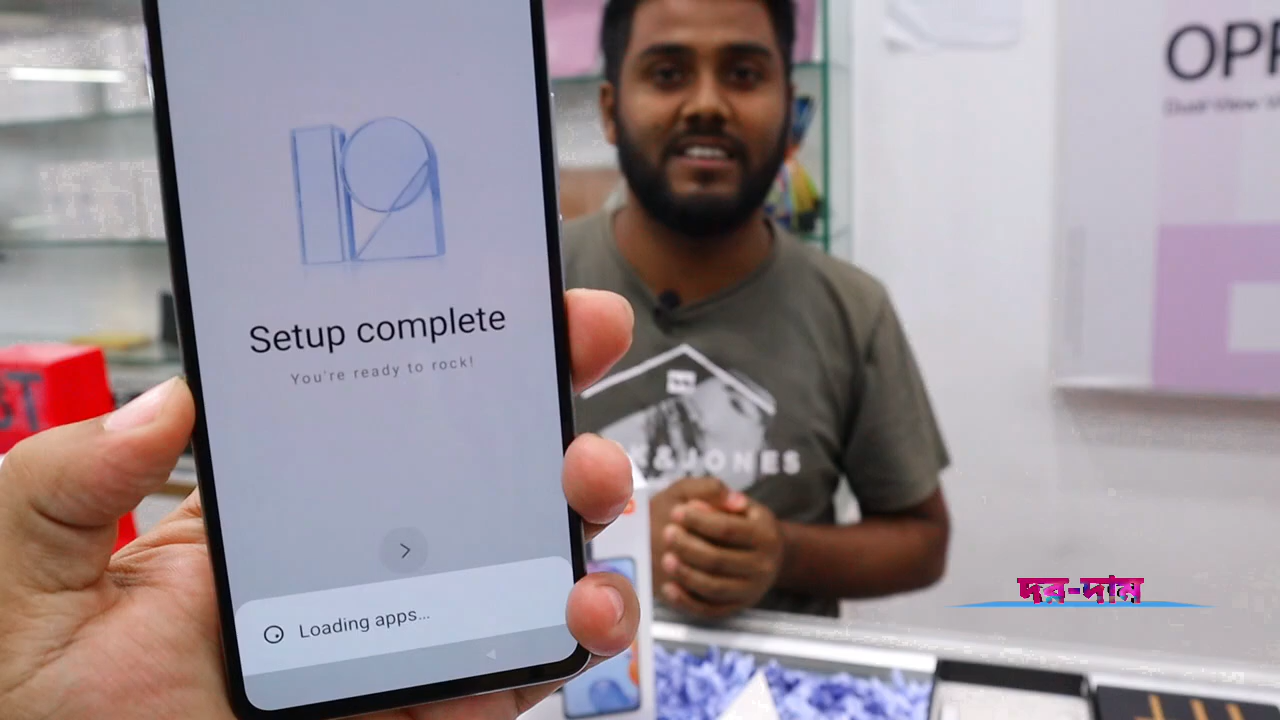 Setup complete
You're ready to rock!
Loading apps...
OPP
K & JONES
দর-দাম